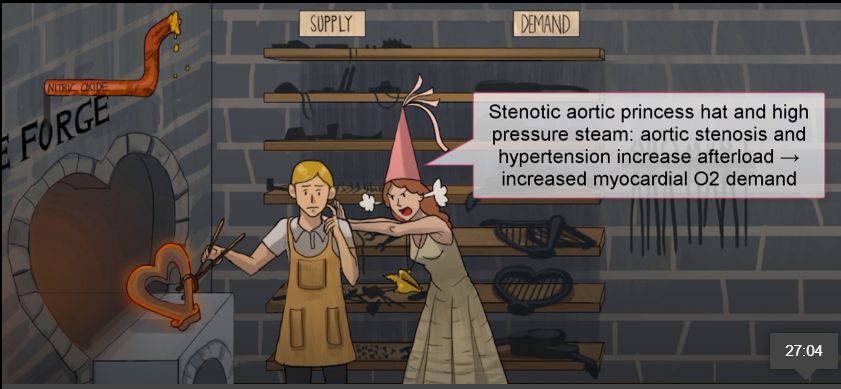 SUPPLY
DEMAND
NITRIC OXIDE
E FORGE
Stenotic aortic princess hat and high
pressure steam: aortic stenosis and
hypertension increase afterload →
increased myocardial O2 demand
27:04